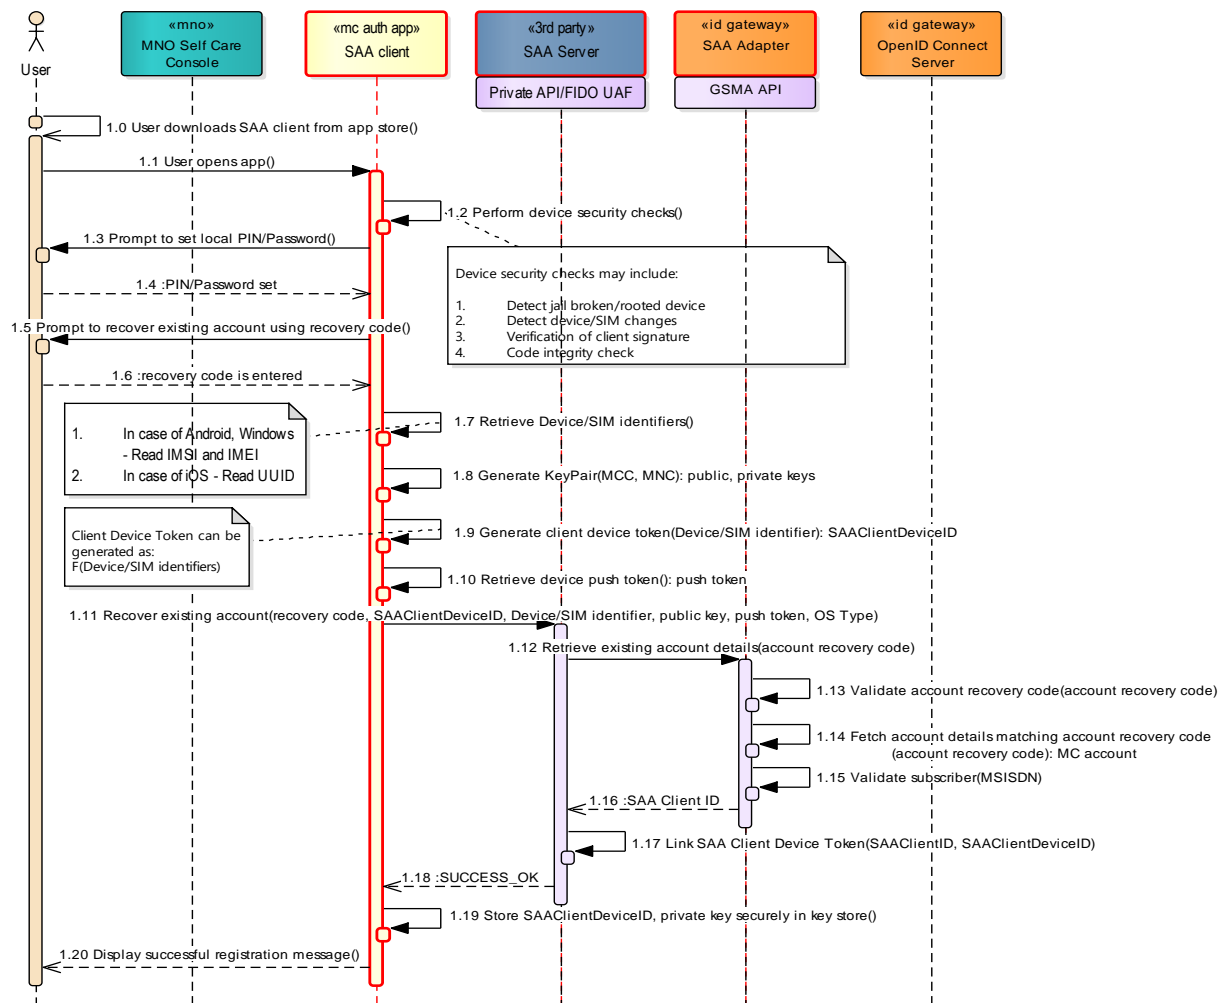 User
«mno»
MNO Self Care
Console
«mc auth app»
SAA client
«3rd party»
SAA Server
Private API/FIDO UAF
«id gateway»
SAA Adapter
GSMA API
«id gateway»
OpenID Connect
Server
1.0 User downloads SAA client from app store()
1.1 User opens app()
1.2 Perform device security checks()
1.3 Prompt to set local PIN/Password()
Device security checks may include:
1. Detect jail broken/rooted device
2. Detect device/SIM changes
3. Verification of client signature
4. Code integrity check
1.4 :PIN/Password set
1.5 Prompt to recover existing account using recovery code()
1.6 :recovery code is entered
1. In case of Android, Windows
- Read IMSI and IMEI
2. In case of iOS - Read UUID
1.7 Retrieve Device/SIM identifiers()
1.8 Generate KeyPair(MCC, MNC): public, private keys
Client Device Token can be
generated as:
F(Device/SIM identifiers)
1.9 Generate client device token(Device/SIM identifier): SAAClientDeviceID
1.10 Retrieve device push token(): push token
1.11 Recover existing account(recovery code, SAAClientDeviceID, Device/SIM identifier, public key, push token, OS Type)
1.12 Retrieve existing account details(account recovery code)
1.13 Validate account recovery code(account recovery code)
1.14 Fetch account details matching account recovery code
(account recovery code): MC account
1.15 Validate subscriber(MSISDN)
1.16 :SAA Client ID
1.17 Link SAA Client Device Token(SAAClientID, SAAClientDeviceID)
1.18 :SUCCESS_OK
1.19 Store SAAClientDeviceID, private key securely in key store()
1.20 Display successful registration message()